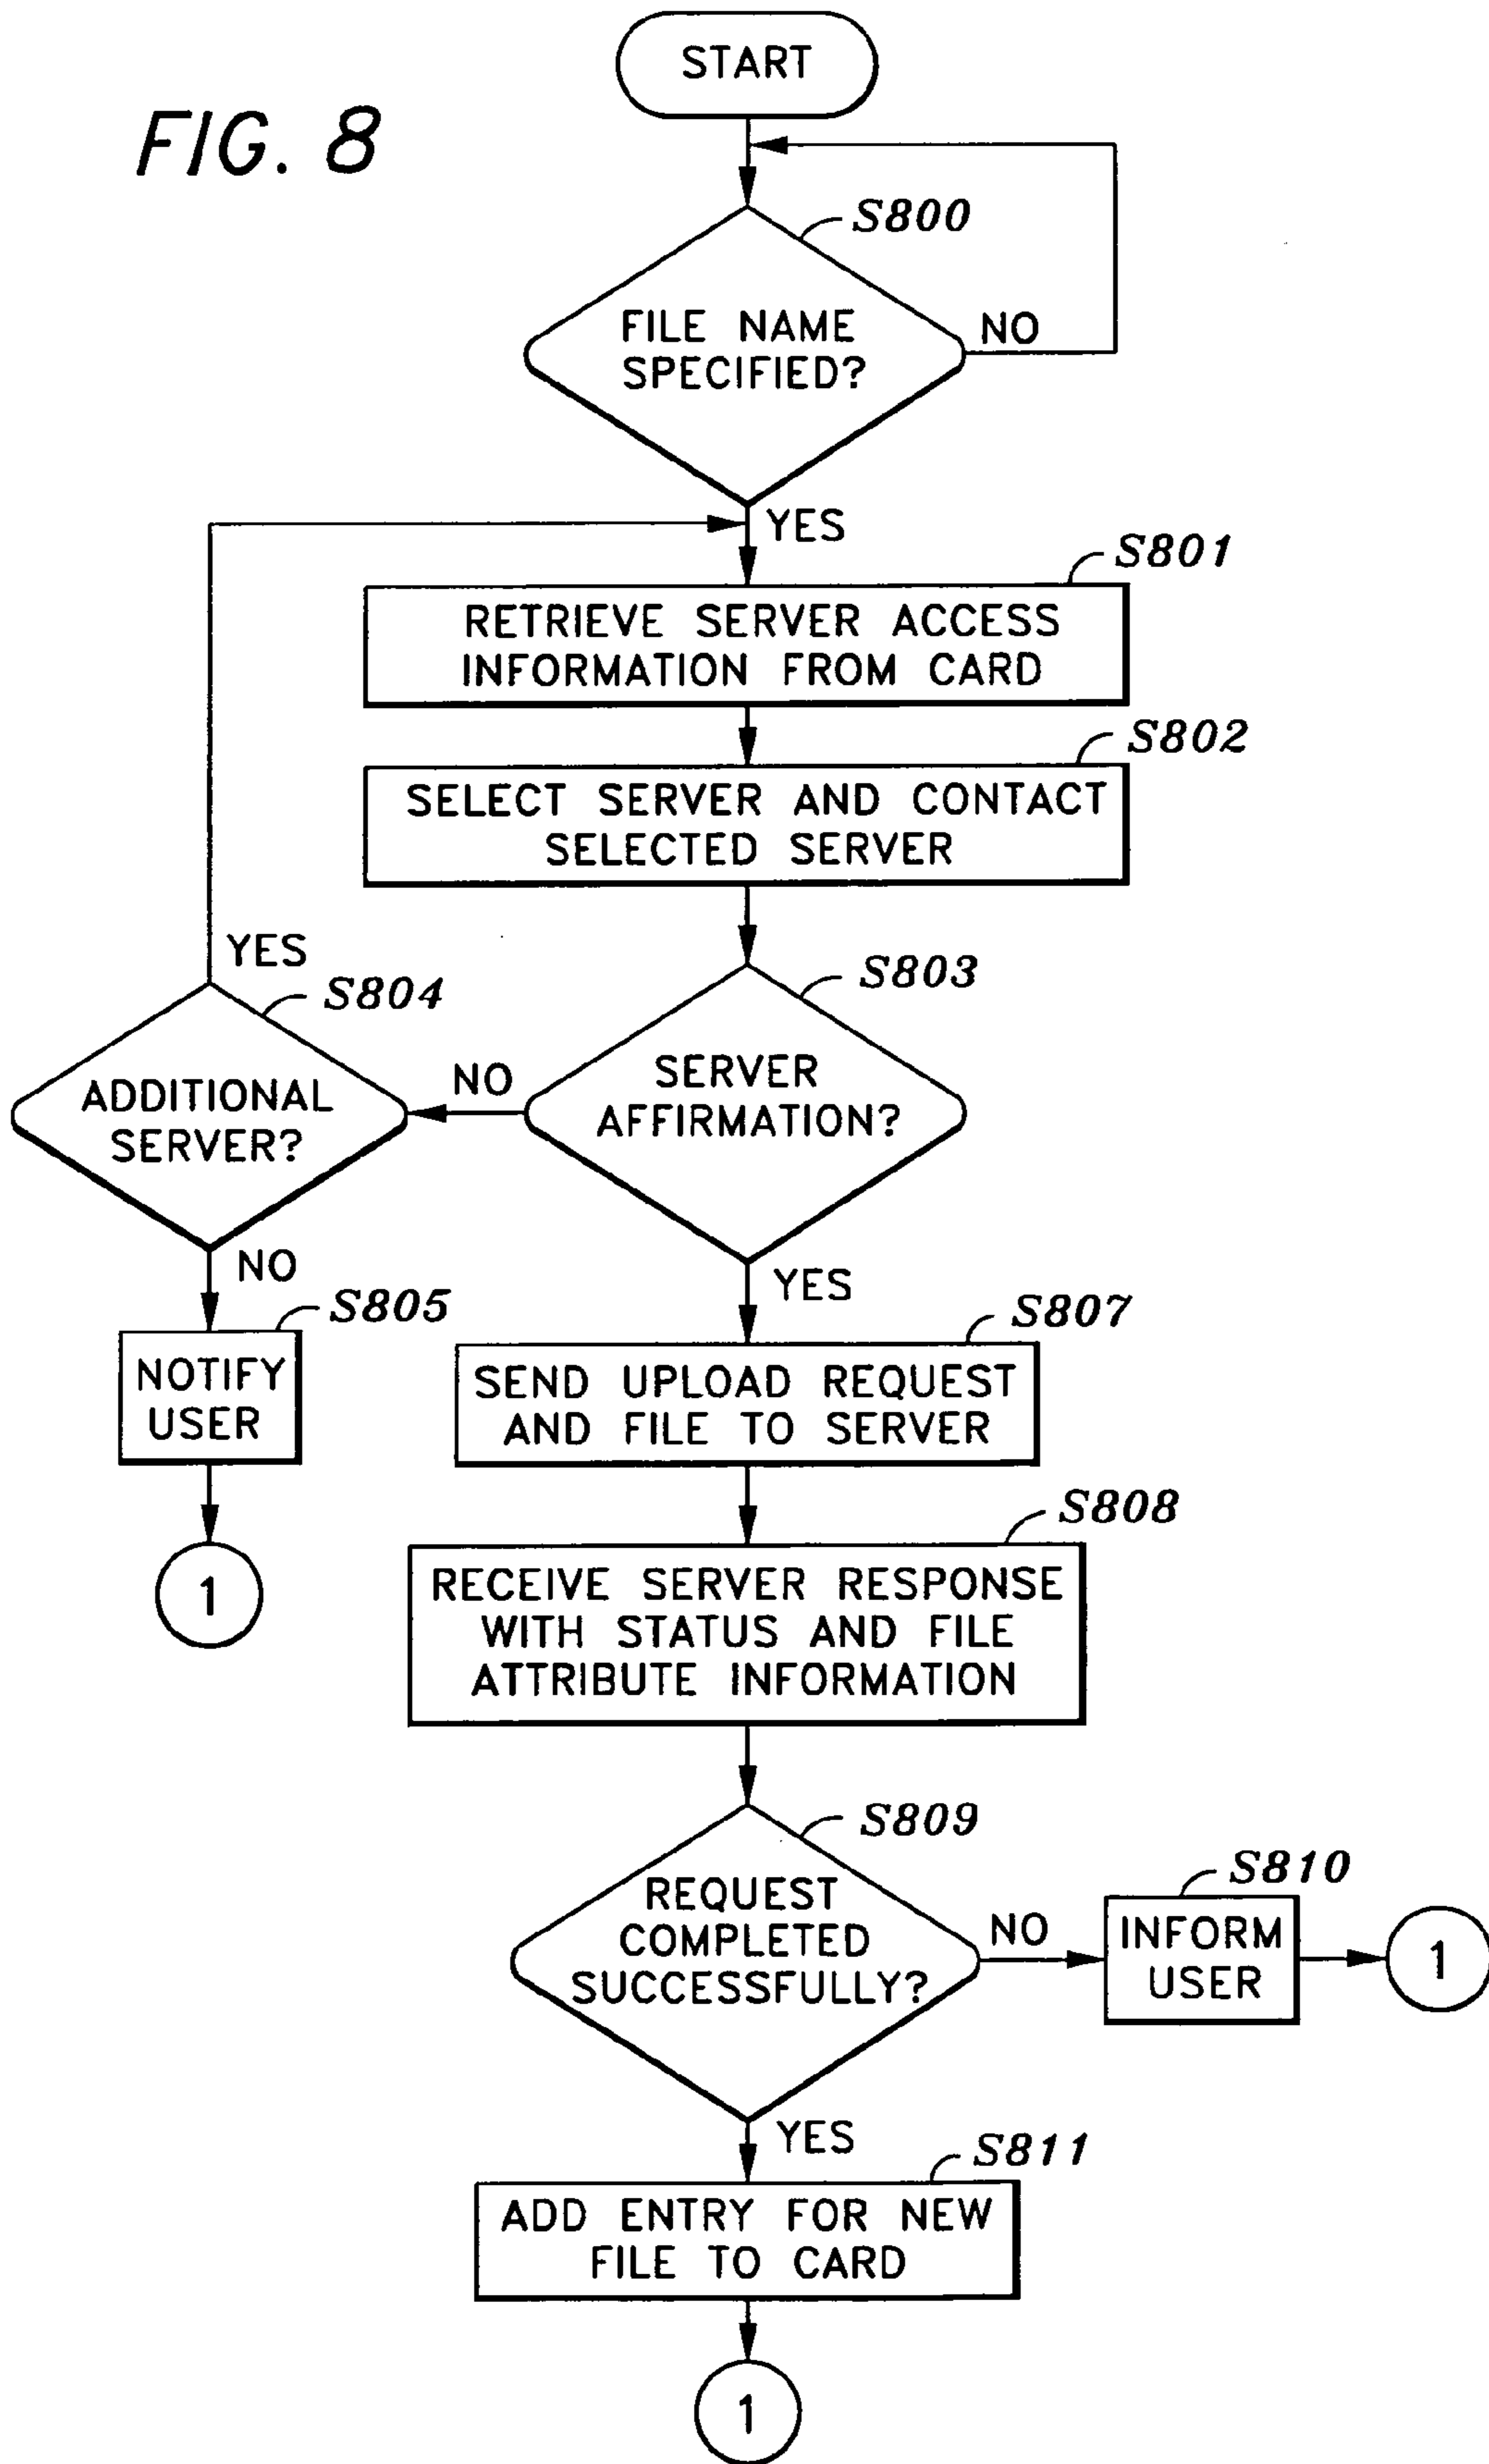 START
FIG. 8
S800
FILE NAME
SPECIFIED?
NO
YES
S801
RETRIEVE SERVER ACCESS
INFORMATION FROM CARD
S802
SELECT SERVER AND CONTACT
SELECTED SERVER
YES
S803
S804
SERVER
AFFIRMATION?
NO
ADDITIONAL
SERVER?
NO
YES
S805
NOTIFY
USER
1
S807
SEND UPLOAD REQUEST
AND FILE TO SERVER
S808
RECEIVE SERVER RESPONSE
WITH STATUS AND FILE
ATTRIBUTE INFORMATION
S809
REQUEST
COMPLETED
SUCCESSFULLY?
NO
S810
INFORM
USER
1
YES
S811
ADD ENTRY FOR NEW
FILE TO CARD
1